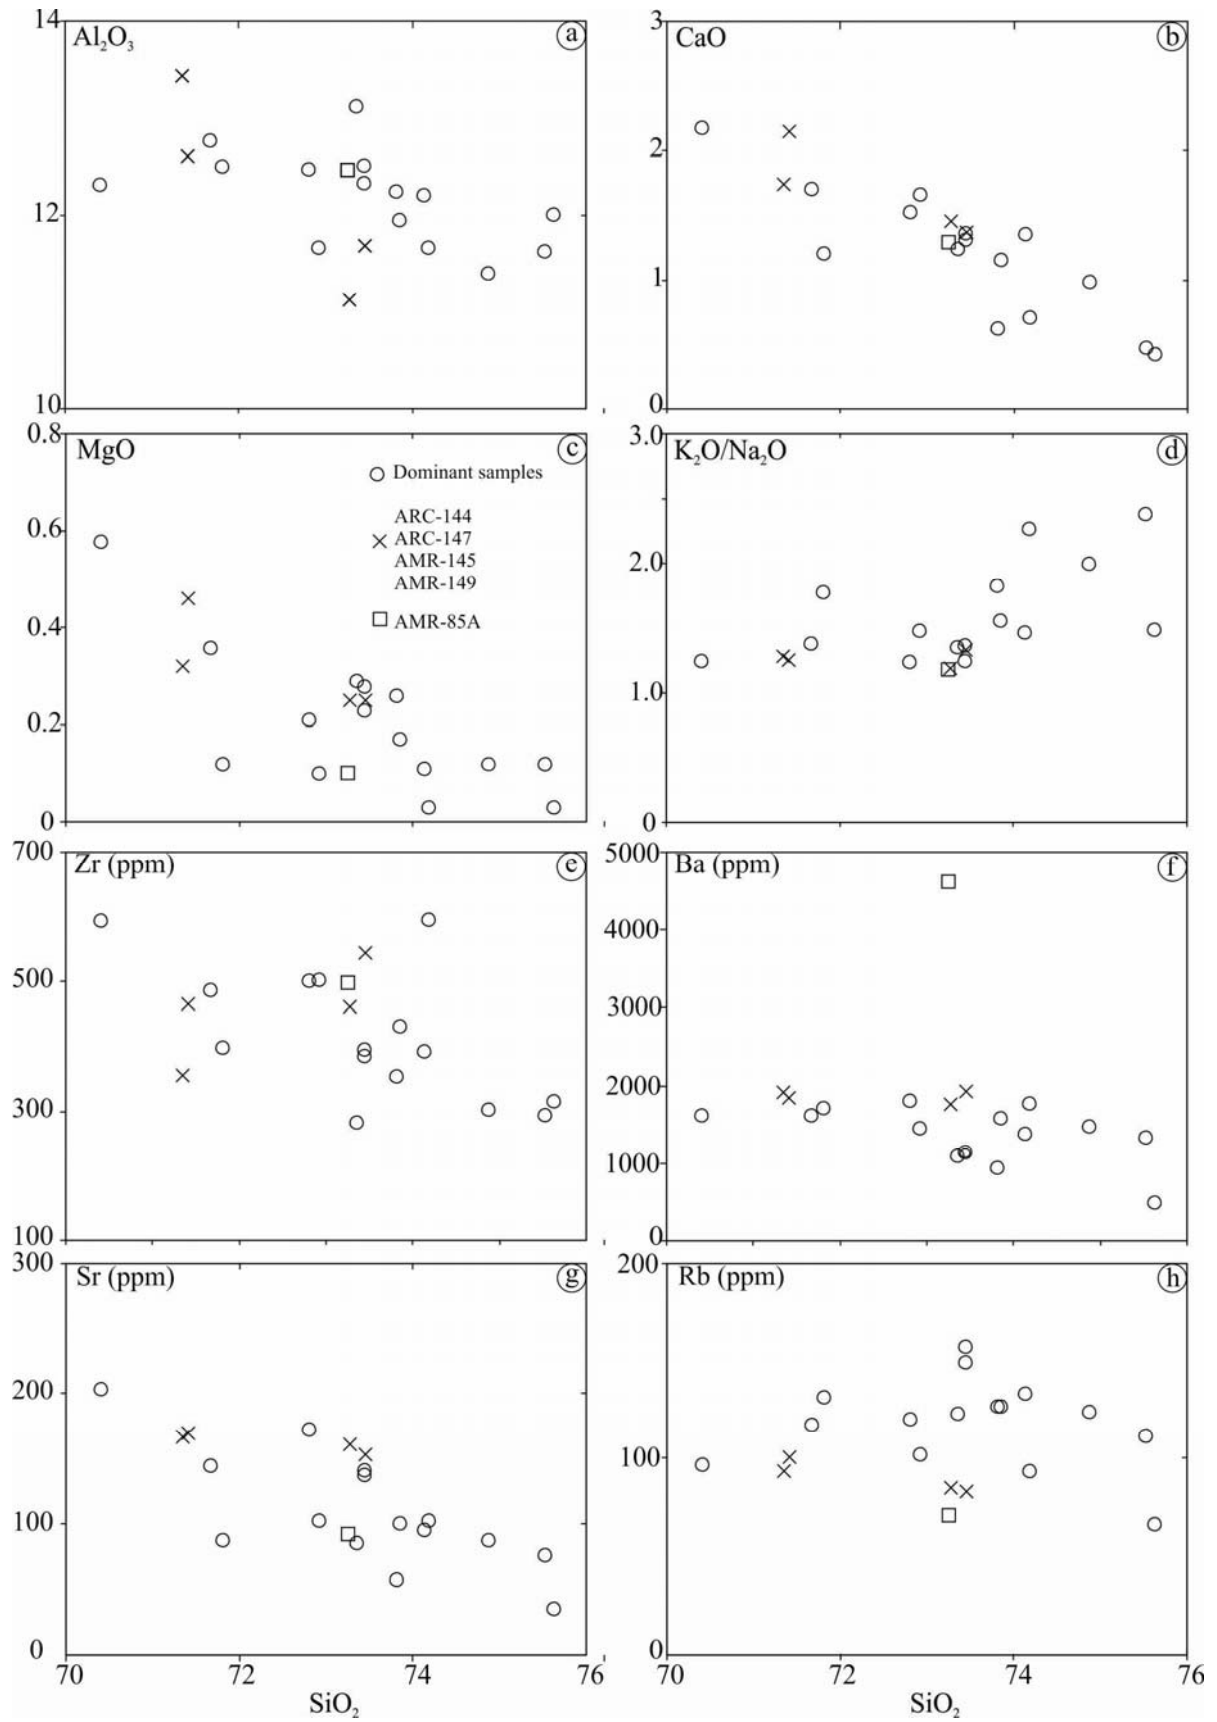 Al₂O₃
a
14
12
10
CaO
b
3
2
1
0
MgO
c
0.8
0.6
0.4
0.2
0
Dominant samples
ARC-144
ARC-147
AMR-145
AMR-149
AMR-85A
K₂O/Na₂O
d
3.0
2.0
1.0
0
Zr (ppm)
e
700
500
300
100
Ba (ppm)
f
5000
4000
3000
2000
1000
0
Sr (ppm)
g
300
200
100
0
70 72 74 76
SiO₂
Rb (ppm)
h
200
100
0
70 72 74 76
SiO₂